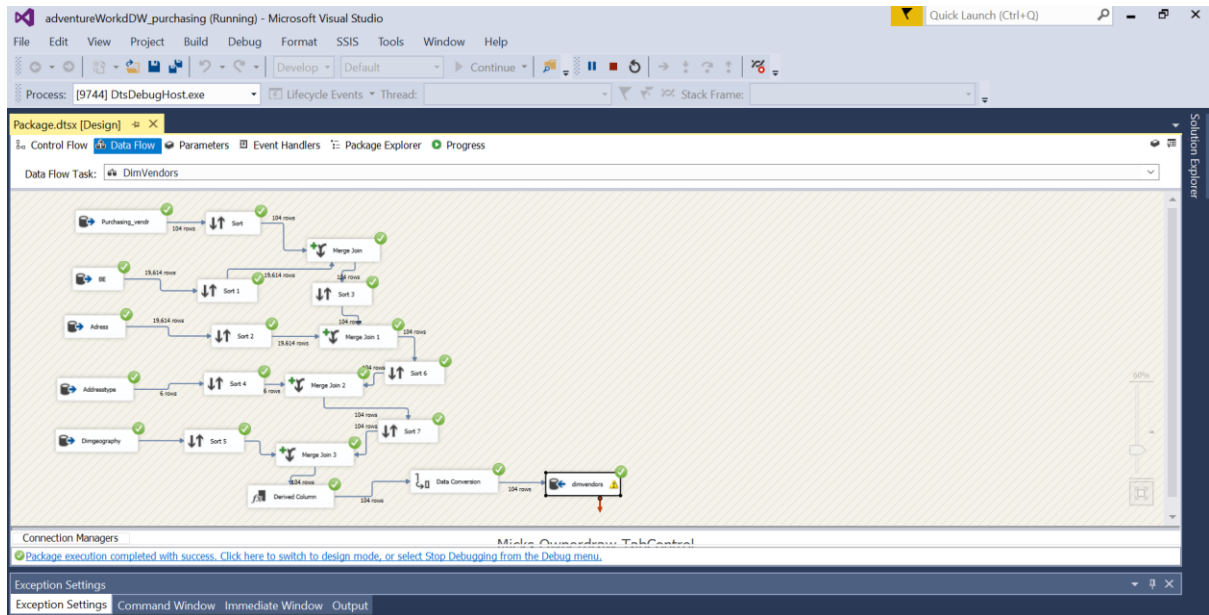 adventureWorkdDW_purchasing (Running) - Microsoft Visual Studio
Quick Launch (Ctrl+Q)
File Edit View Project Build Debug Format SSIS Tools Window Help
Develop Default Continue
Process: [9744] DtsDebugHost.exe Lifecycle Events Thread: Stack Frame:
Package.dtsx [Design]
Solution Explorer
Control Flow Data Flow Parameters Event Handlers Package Explorer Progress
Data Flow Task: DimVendors
Purchasing_vendr
104 rows
Sort
104 rows
Merge Join
BE
19,614 rows
Sort 1
19,614 rows
104 rows
Sort 3
Adress
19,614 rows
Sort 2
19,614 rows
104 rows
Merge Join 1
104 rows
Addresstype
6 rows
Sort 4
6 rows
Merge Join 2
104 rows
Sort 6
60%
Dimgeography
Sort 5
Merge Join 3
104 rows
104 rows
Sort 7
104 rows
Derived Column
104 rows
Data Conversion
104 rows
dimvendors
Connection Managers
Package execution completed with success. Click here to switch to design mode, or select Stop Debugging from the Debug menu.
Exception Settings
Exception Settings Command Window Immediate Window Output